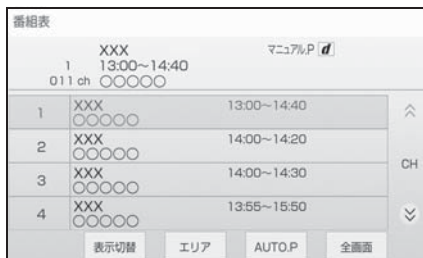 番組表
XXX マニュアル.P d
1 13:00～14:40
011 ch ○○○○○
1 XXX 13:00～14:40
○○○○○
2 XXX 14:00～14:20
○○○○○
3 XXX 14:00～14:30
○○○○○
4 XXX 13:55～15:50
○○○○○
CH
表示切替 エリア AUTO.P 全画面